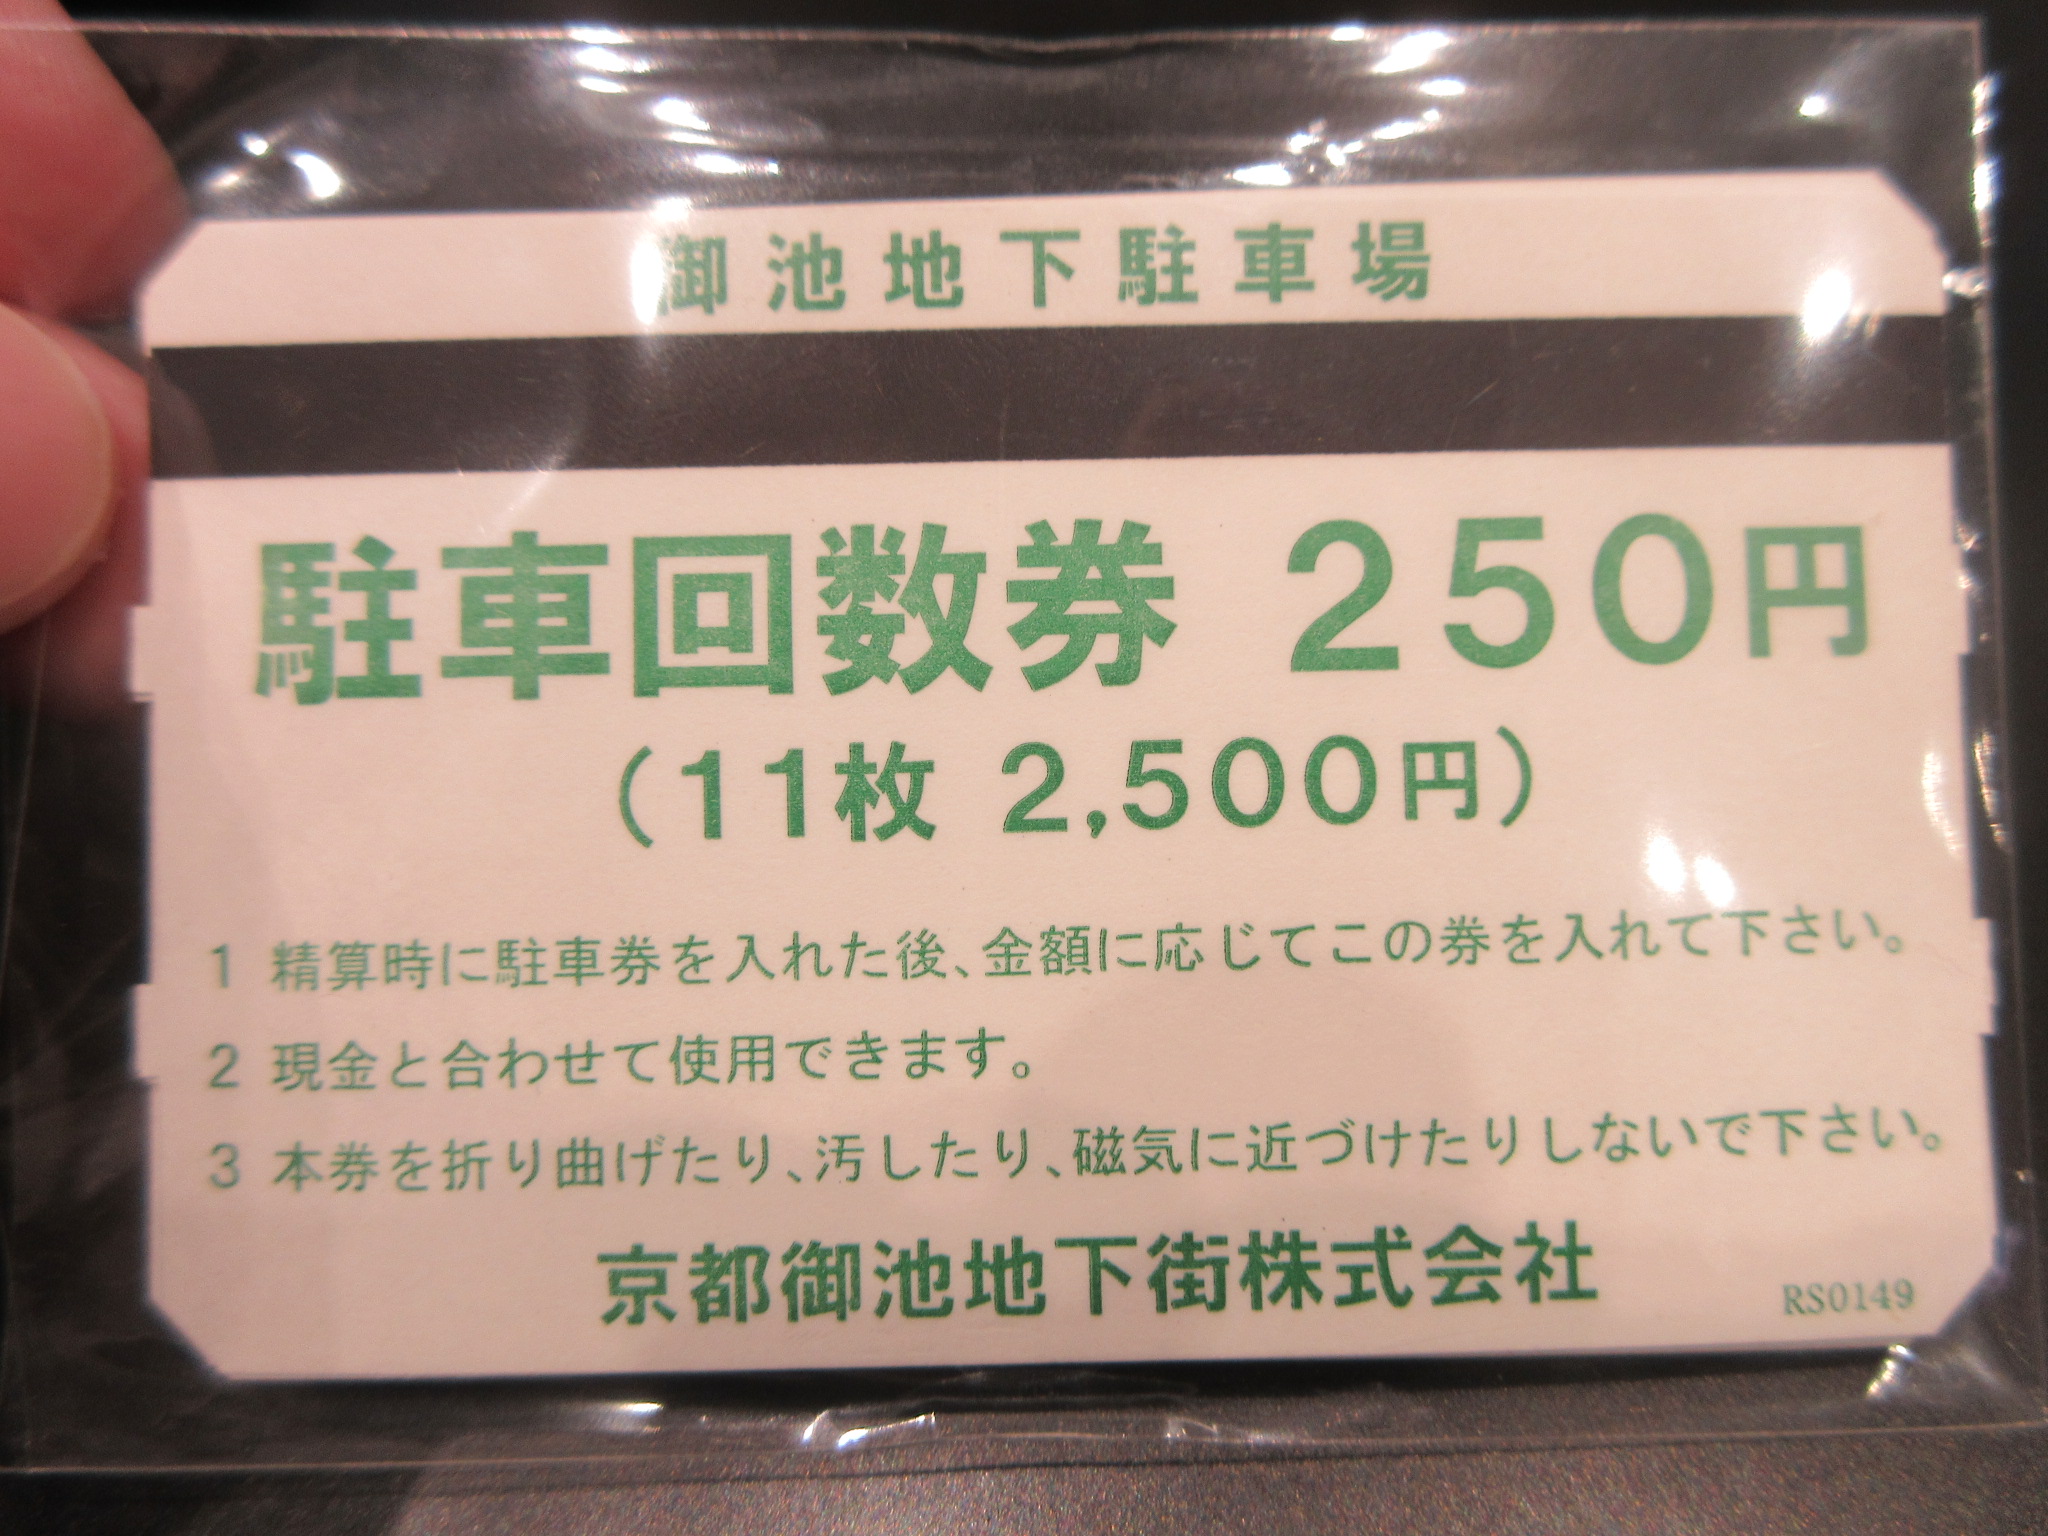 御池地下駐車場
駐車回数券 250円
(11枚 2,500円)
1 精算時に駐車券を入れた後、金額に応じてこの券を入れて下さい。
2 現金と合わせて使用できます。
3 本券を折り曲げたり、汚したり、磁気に近づけたりしないで下さい。
京都御池地下街株式会社
RS0149